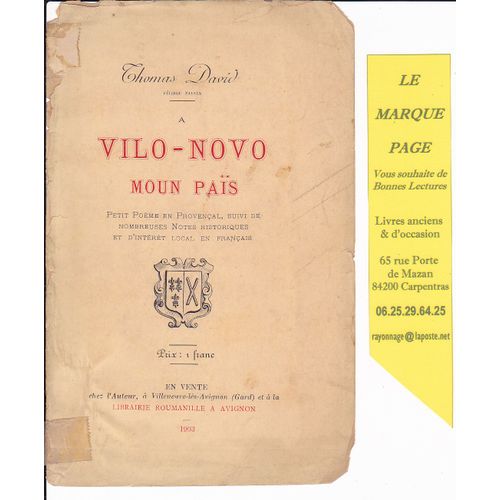 Thomas David
FÉLIBRE
A
VILO-NOVO
MOUN PAÏS
PETIT POÈME EN PROVENÇAL, SUIVI DE
NOMBREUSES NOTES HISTORIQUES
ET D'INTÉRÊT LOCAL EN FRANÇAIS
Prix : 1 franc
EN VENTE
chez l'Auteur, à Villeneuve-lès-Avignon (Gard) et à la
LIBRAIRIE ROUMANILLE A AVIGNON
1903
LE
MARQUE
PAGE
Vous souhaite de
Bonnes Lectures
Livres anciens
& d'occasion
65 rue Porte
de Mazan
84200 Carpentras
06.25.29.64.25
rayonnage@laposte.net